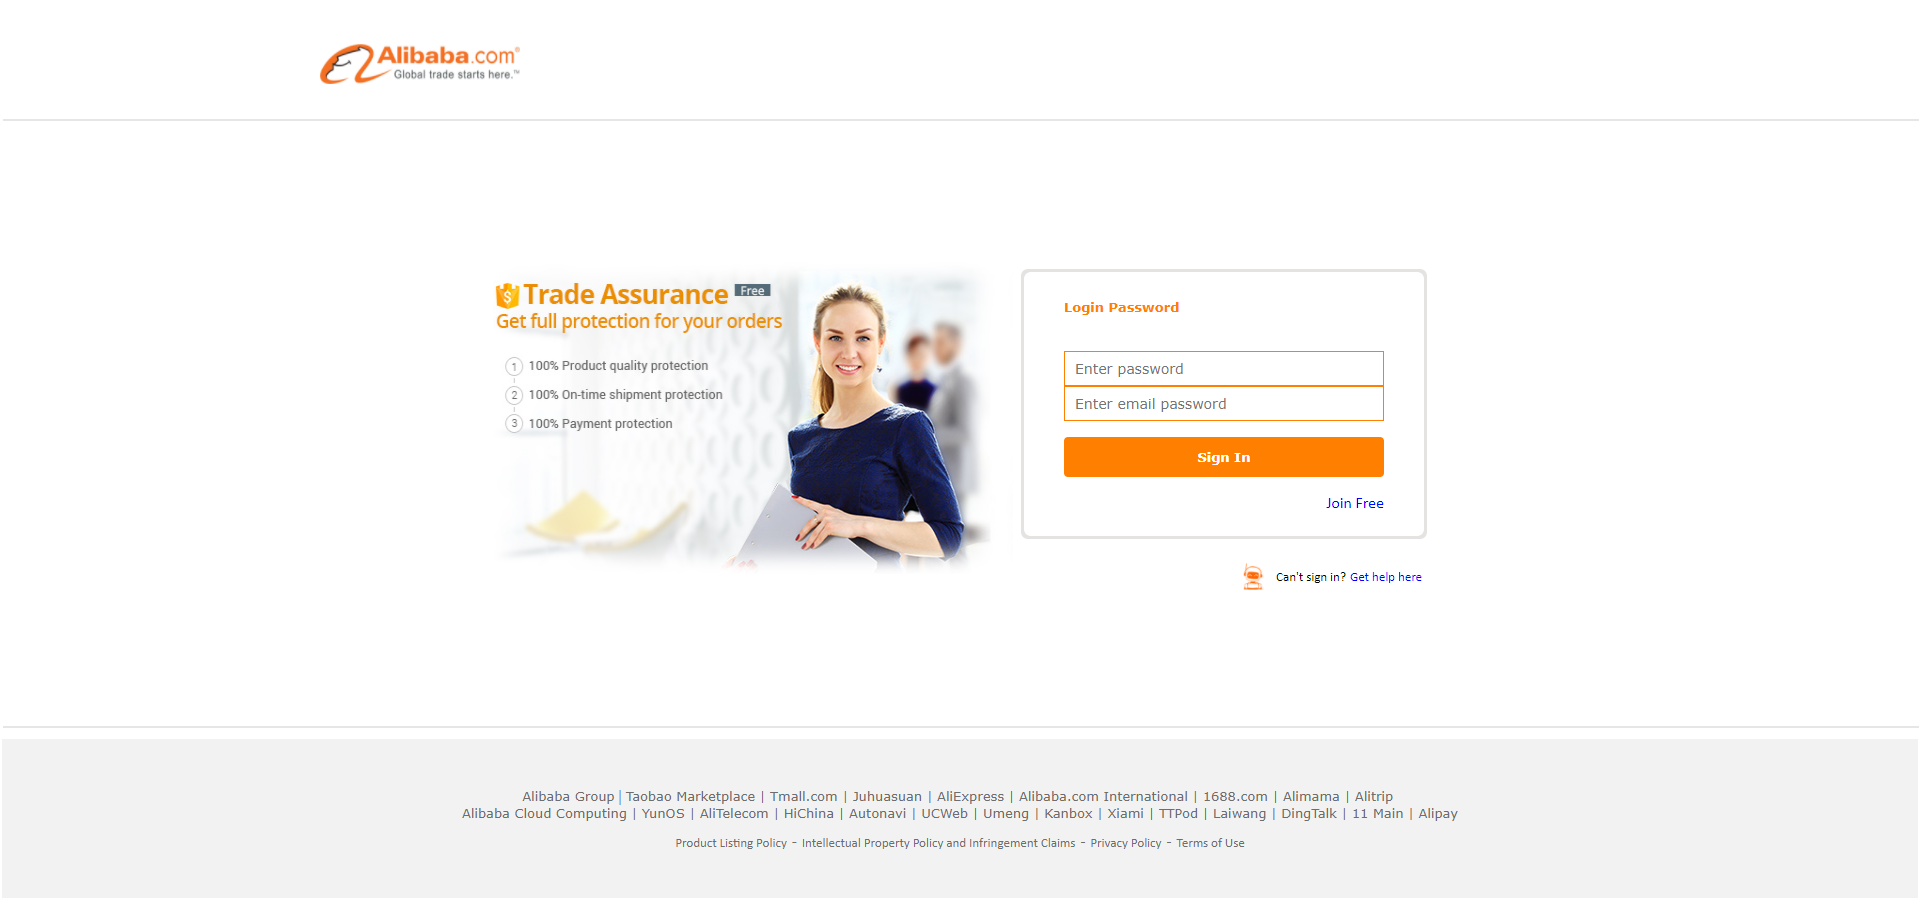 Alibaba.com®
Global trade starts here.™
Trade Assurance Free
Get full protection for your orders
1 100% Product quality protection
2 100% On-time shipment protection
3 100% Payment protection
Login Password
Enter password
Enter email password
Sign In
Join Free
Can't sign in? Get help here
Alibaba Group | Taobao Marketplace | Tmall.com | Juhuasuan | AliExpress | Alibaba.com International | 1688.com | Alimama | Alitrip
Alibaba Cloud Computing | YunOS | AliTelecom | HiChina | Autonavi | UCWeb | Umeng | Kanbox | Xiami | TTPod | Laiwang | DingTalk | 11 Main | Alipay
Product Listing Policy - Intellectual Property Policy and Infringement Claims - Privacy Policy - Terms of Use